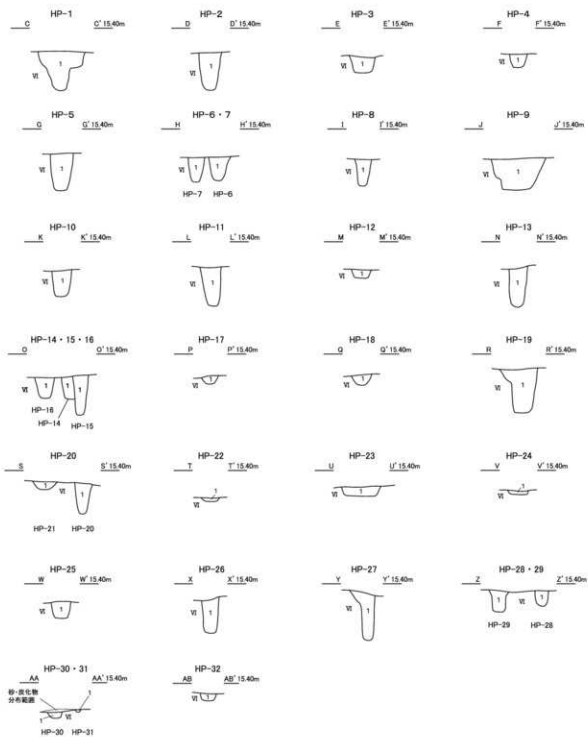 HP-1
C C' 15.40m
VI 1
HP-2
D D' 15.40m
VI 1
HP-3
E E' 15.40m
VI 1
HP-4
F F' 15.40m
VI 1
HP-5
G G' 15.40m
VI 1
HP-6・7
H H' 15.40m
VI 1 1
HP-7 HP-6
HP-8
I I' 15.40m
VI 1
HP-9
J J' 15.40m
VI 1
HP-10
K K' 15.40m
VI 1
HP-11
L L' 15.40m
VI 1
HP-12
M M' 15.40m
VI 1
HP-13
N N' 15.40m
VI 1
HP-14・15・16
O O' 15.40m
VI 1 1 1
HP-16
HP-14 HP-15
HP-17
P P' 15.40m
VI 1
HP-18
Q Q' 15.40m
VI 1
HP-19
R R' 15.40m
VI 1
HP-20
S S' 15.40m
1 VI 1
HP-21 HP-20
HP-22
T T' 15.40m
1
VI
HP-23
U U' 15.40m
VI 1
HP-24
V V' 15.40m
1
VI
HP-25
W W' 15.40m
VI 1
HP-26
X X' 15.40m
VI 1
HP-27
Y Y' 15.40m
VI 1
HP-28・29
Z Z' 15.40m
1 VI 1
HP-29 HP-28
HP-30・31
AA AA' 15.40m
砂・炭化物
分布範囲
1
1 VI
HP-30 HP-31
HP-32
AB AB' 15.40m
VI 1